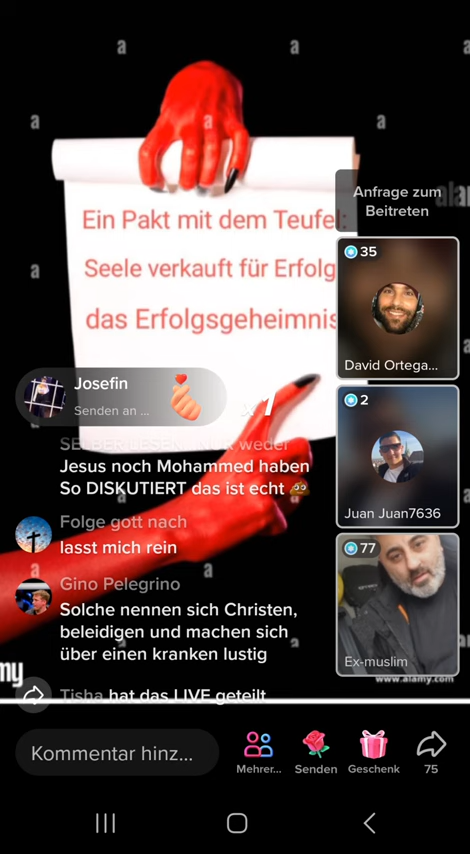 a
a
a
a
a
Ein Pakt mit dem Teufel:
Seele verkauft für Erfolg
das Erfolgsgeheimnis
Anfrage zum
Beitreten
35
David Ortega...
2
Juan Juan7636
77
Ex-muslim
Josefin
Senden an ...
x 1
SELBER LESEN & weder
Jesus noch Mohammed haben
So DISKUTIERT das ist echt 💩
Folge gott nach
lasst mich rein
Gino Pelegrino
Solche nennen sich Christen,
beleidigen und machen sich
über einen kranken lustig
Tisha hat das LIVE geteilt
www.alamy.com
Kommentar hinz...
Mehrer...
Senden
Geschenk
75